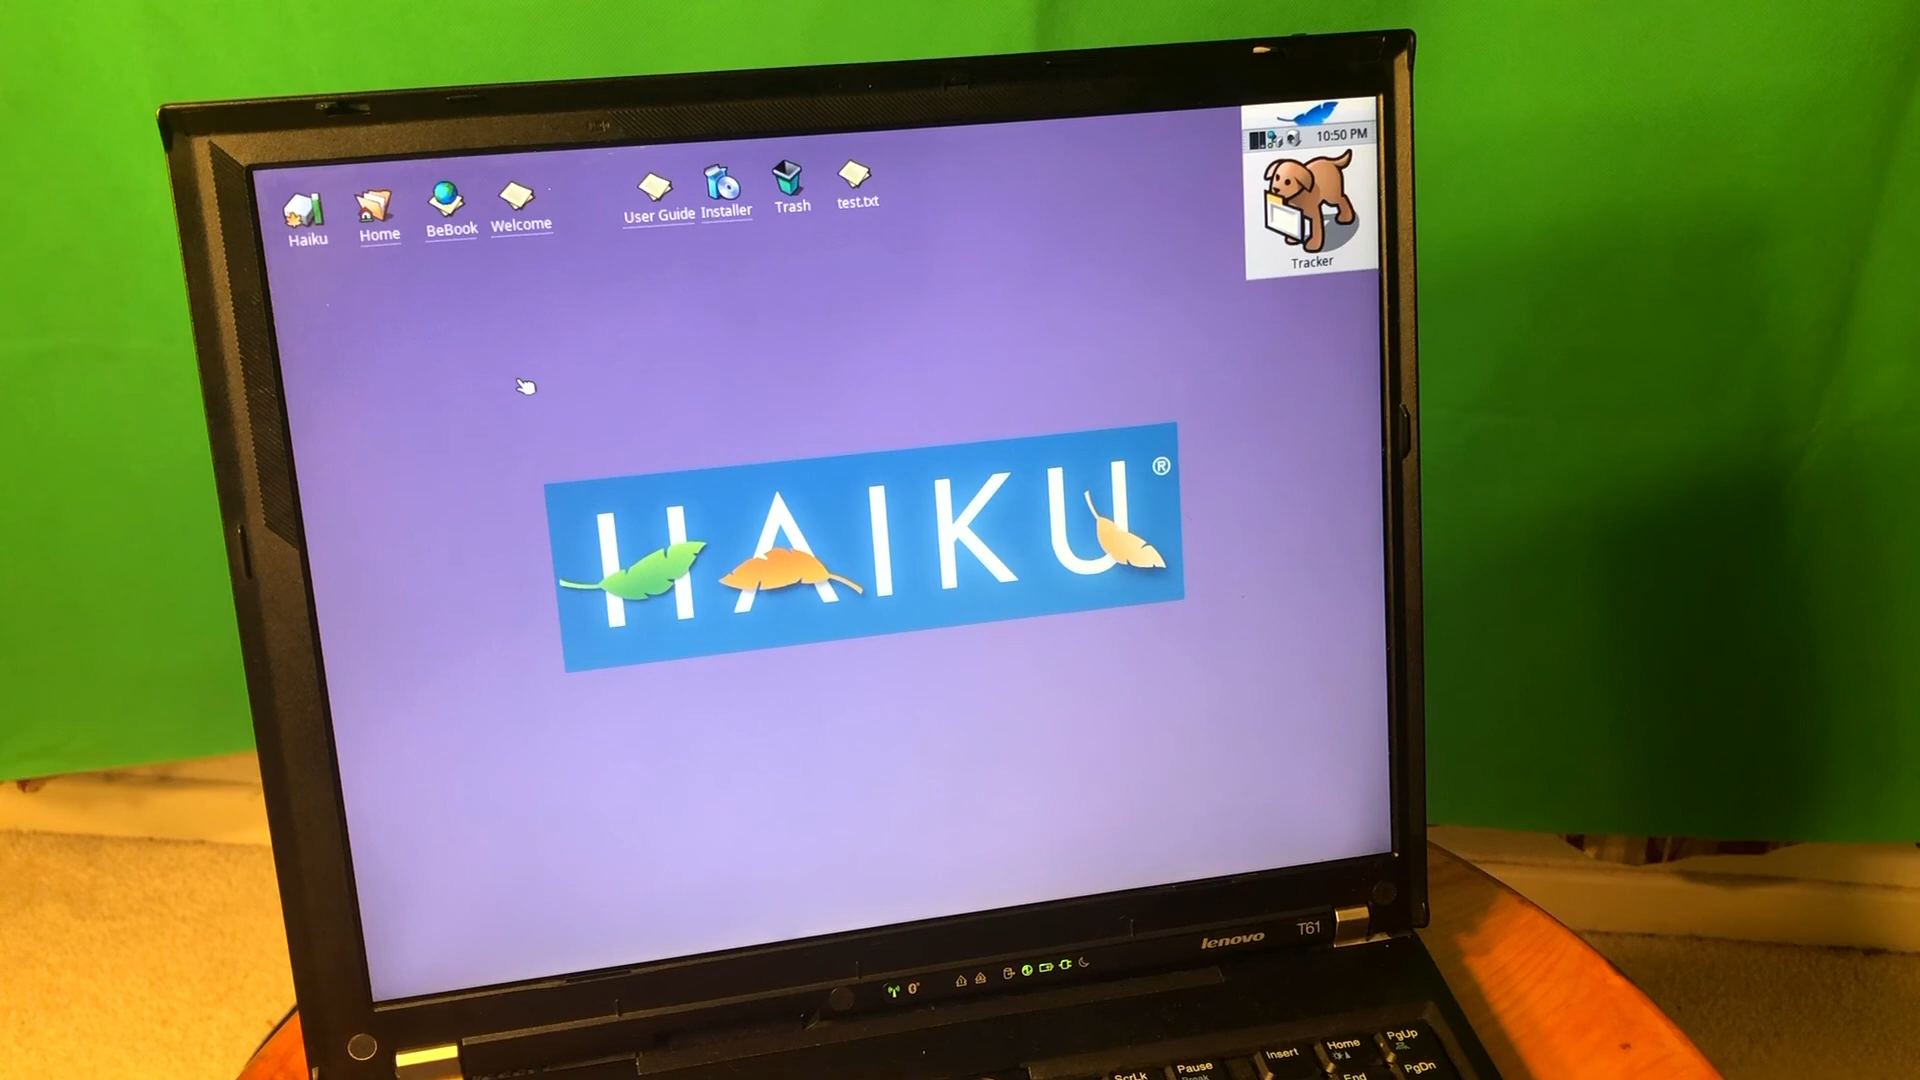 10:50 PM
Haiku
Home
BeBook
Welcome
User Guide
Installer
Trash
test.txt
Tracker
HAIKU®
lenovo T61
ScrLk
Pause
Insert
Home
PgUp
End
PgDn